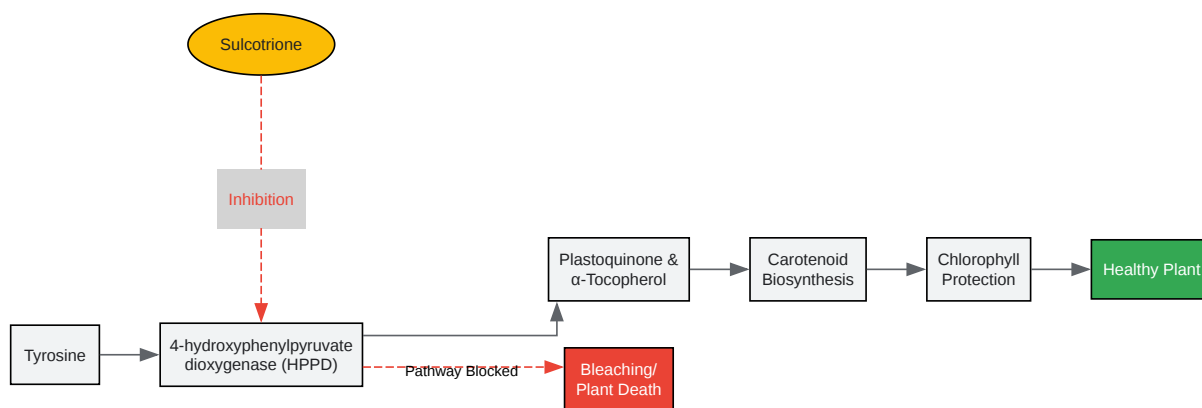 Sulcotrione
Inhibition
Plastoquinone &
α-Tocopherol
Carotenoid
Biosynthesis
Chlorophyll
Protection
Healthy Plant
Tyrosine
4-hydroxyphenylpyruvate
dioxygenase (HPPD)
Pathway Blocked
Bleaching/
Plant Death